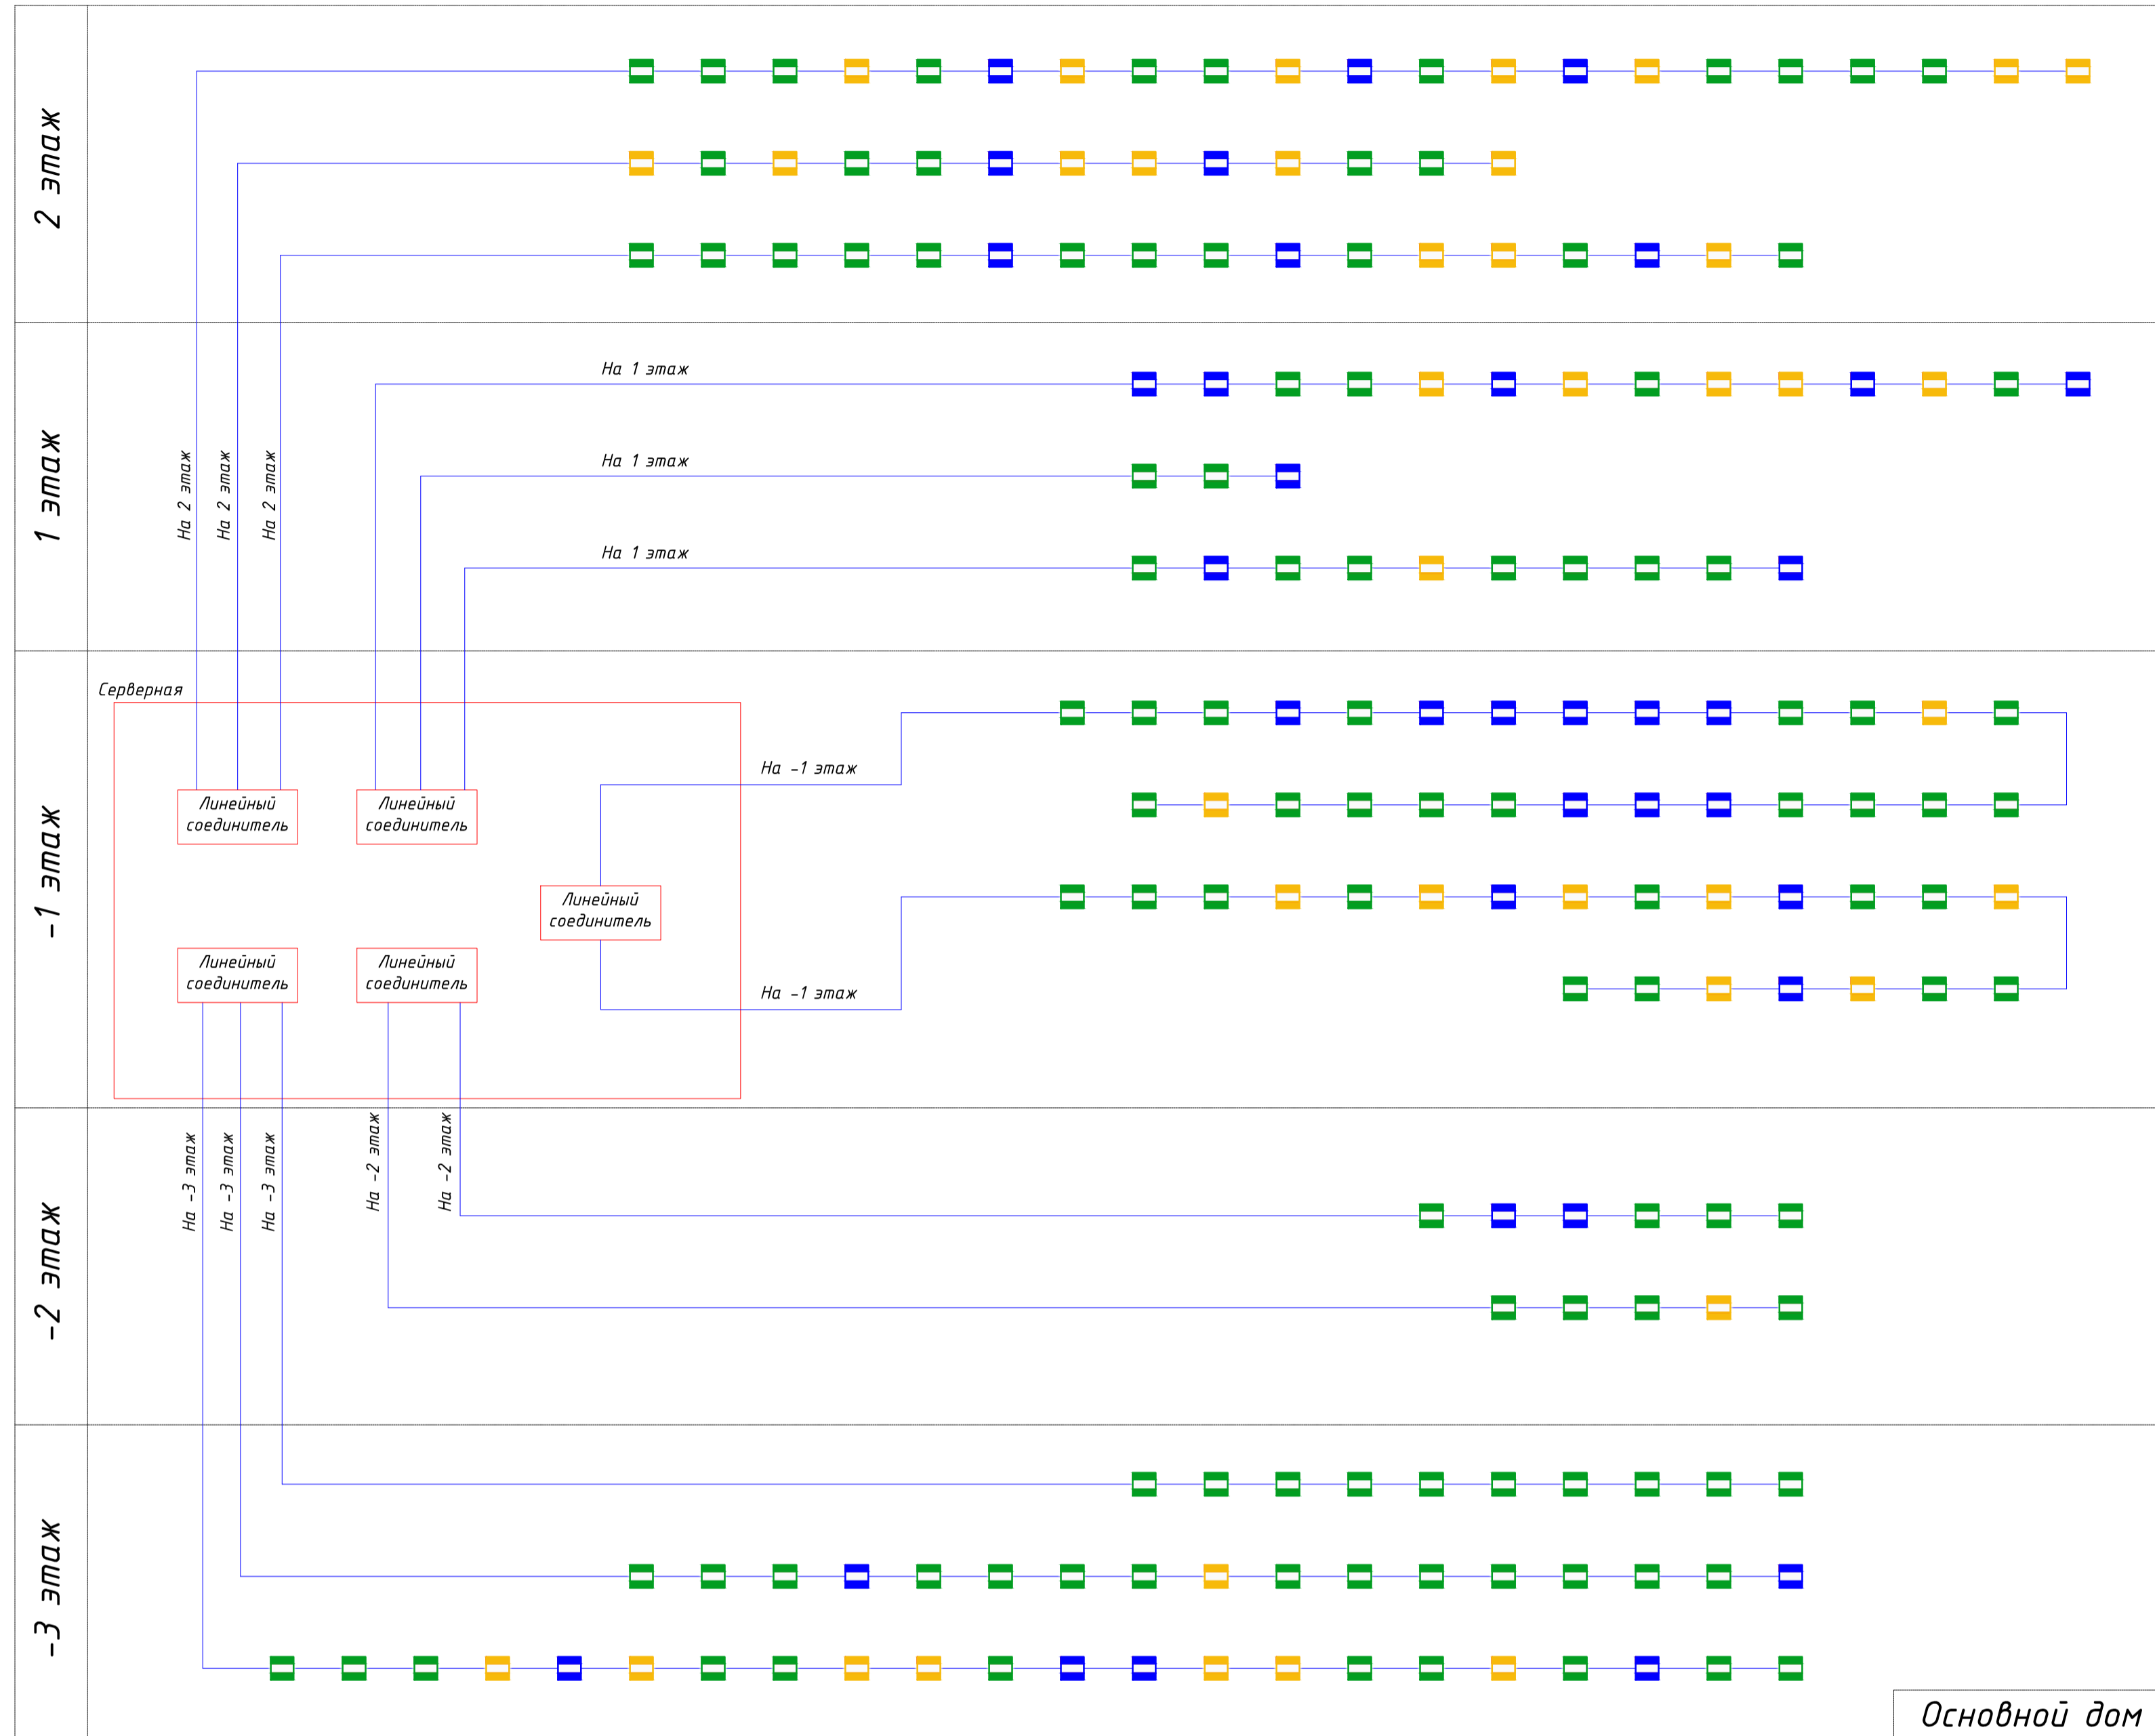 2 этаж
1 этаж
На 1 этаж
На 1 этаж
На 1 этаж
На 2 этаж
На 2 этаж
На 2 этаж
-1 этаж
Серверная
На -1 этаж
Линейный
соединитель
Линейный
соединитель
Линейный
соединитель
Линейный
соединитель
Линейный
соединитель
На -1 этаж
-2 этаж
На -3 этаж
На -3 этаж
На -3 этаж
На -2 этаж
На -2 этаж
-3 этаж
Основной дом